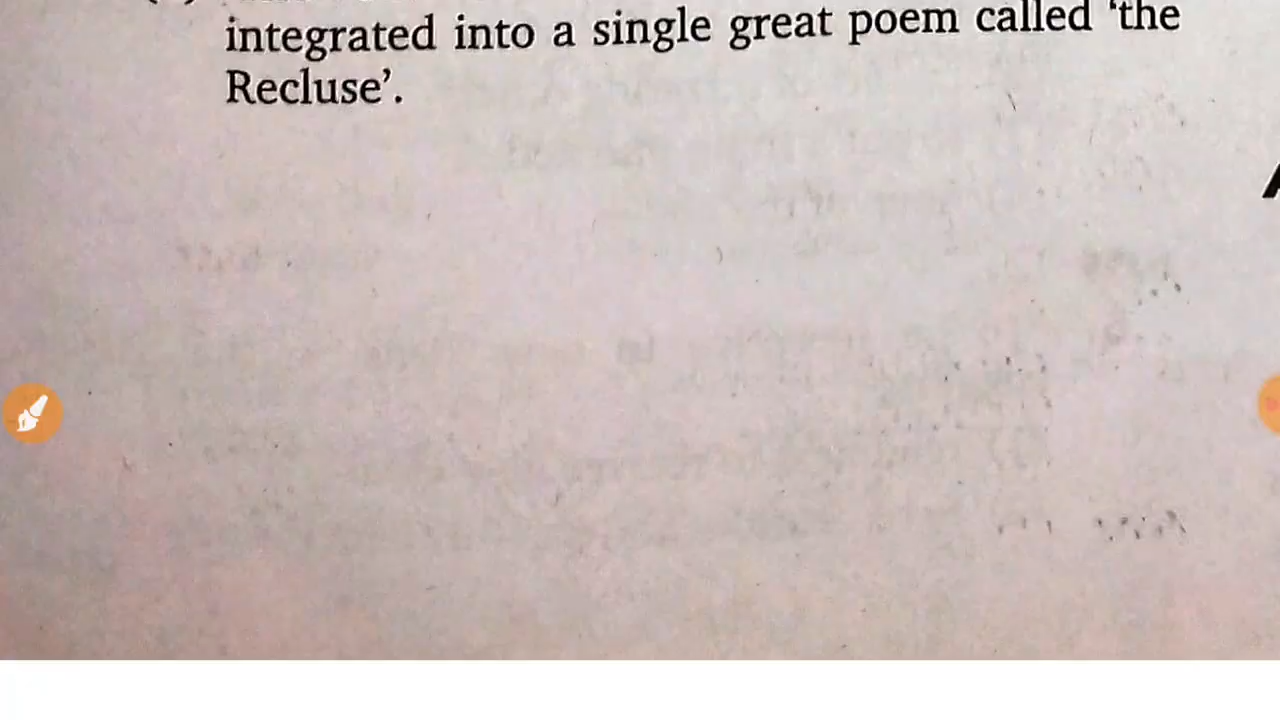 integrated into a single great poem called ‘the
Recluse’.